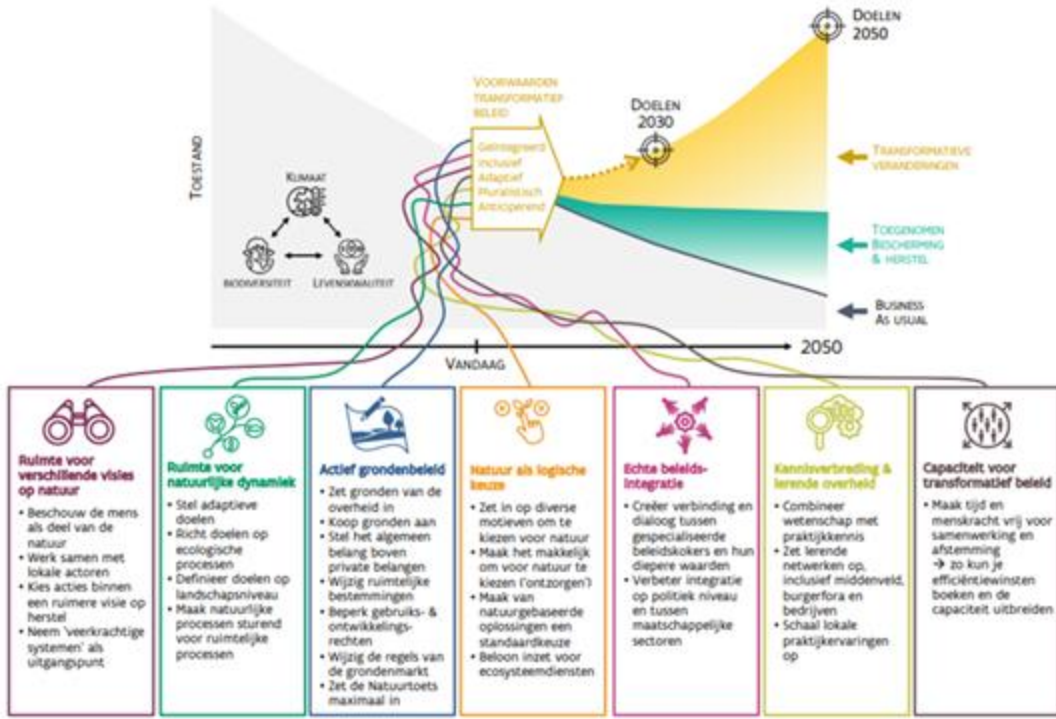 DOELEN
2050
VOORWAARDEN
TRANSFORMATIEF
BELEID
DOELEN
2030
Geïntegreerd
Inclusief
Adaptief
Pluralistisch
Anticiperend
TOESTAND
KLIMAAT
BIODIVERSITEIT
LEVENSKWALITEIT
TRANSFORMATIEVE
VERANDERINGEN
TOEGENOMEN
BESCHERMING
& HERSTEL
BUSINESS
AS USUAL
VANDAAG
2050
Ruimte voor
verschillende visies
op natuur
• Beschouw de mens
als deel van de
natuur
• Werk samen met
lokale actoren
• Kies acties binnen
een ruimere visie op
herstel
• Neem 'veerkrachtige
systemen' als
uitgangspunt
Ruimte voor
natuurlijke dynamiek
• Stel adaptieve
doelen
• Richt doelen op
ecologische
processen
• Definieer doelen op
landschapsniveau
• Maak natuurlijke
processen sturend
voor ruimtelijke
processen
Actief grondenbeleid
• Zet gronden van de
overheid in
• Koop gronden aan
• Stel het algemeen
belang boven
private belangen
• Wijzig ruimtelijke
bestemmingen
• Beperk gebruiks- &
ontwikkelings-
rechten
• Wijzig de regels van
de grondenmarkt
• Zet de Natuurtoets
maximaal in
Natuur als logische
keuze
• Zet in op diverse
motieven om te
kiezen voor natuur
• Maak het makkelijk
om voor natuur te
kiezen ('ontzorgen')
• Maak van
natuurgebaseerde
oplossingen een
standaardkeuze
• Beloon inzet voor
ecosysteemdiensten
Echte beleids-
integratie
• Creëer verbinding en
dialoog tussen
gespecialiseerde
beleidskokers en hun
diepere waarden
• Verbeter integratie
op politiek niveau
en tussen
maatschappelijke
sectoren
Kennisverbreding &
lerende overheid
• Combineer
wetenschap met
praktijkkennis
• Zet lerende
netwerken op,
inclusief middenveld,
burgerfora en
bedrijven
• Schaal lokale
praktijkervaringen
op
Capaciteit voor
transformatief beleid
• Maak tijd en
menskracht vrij voor
samenwerking en
afstemming
→ zo kun je
efficiëntiewinsten
boeken en de
capaciteit uitbreiden